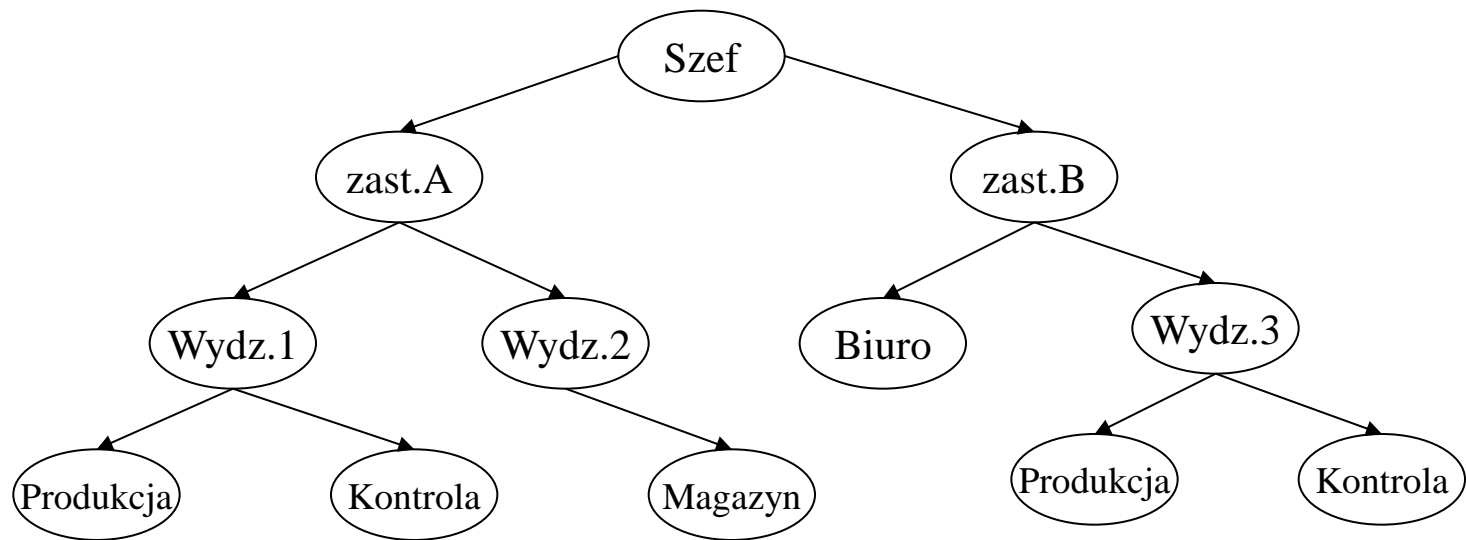 Szef
zast.A
zast.B
Wydz.1
Wydz.2
Biuro
Wydz.3
Produkcja
Kontrola
Magazyn
Produkcja
Kontrola